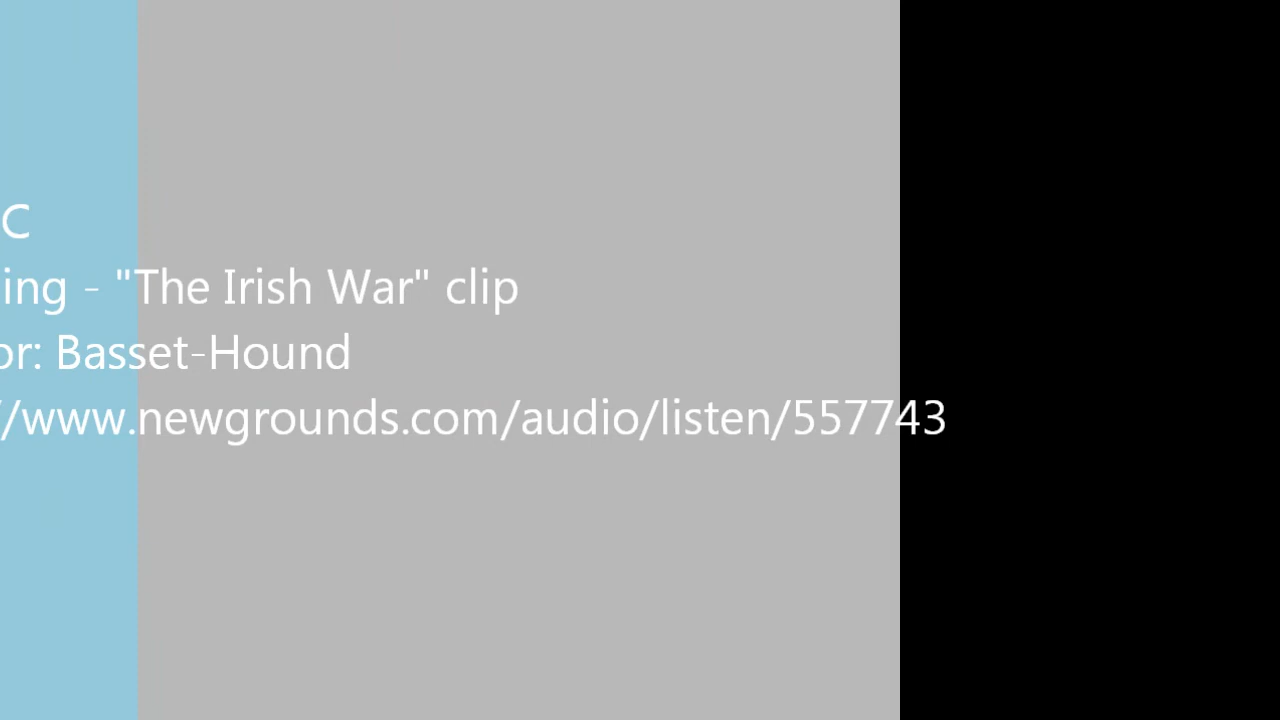 C
ing - "The Irish War" clip
or: Basset-Hound
//www.newgrounds.com/audio/listen/557743